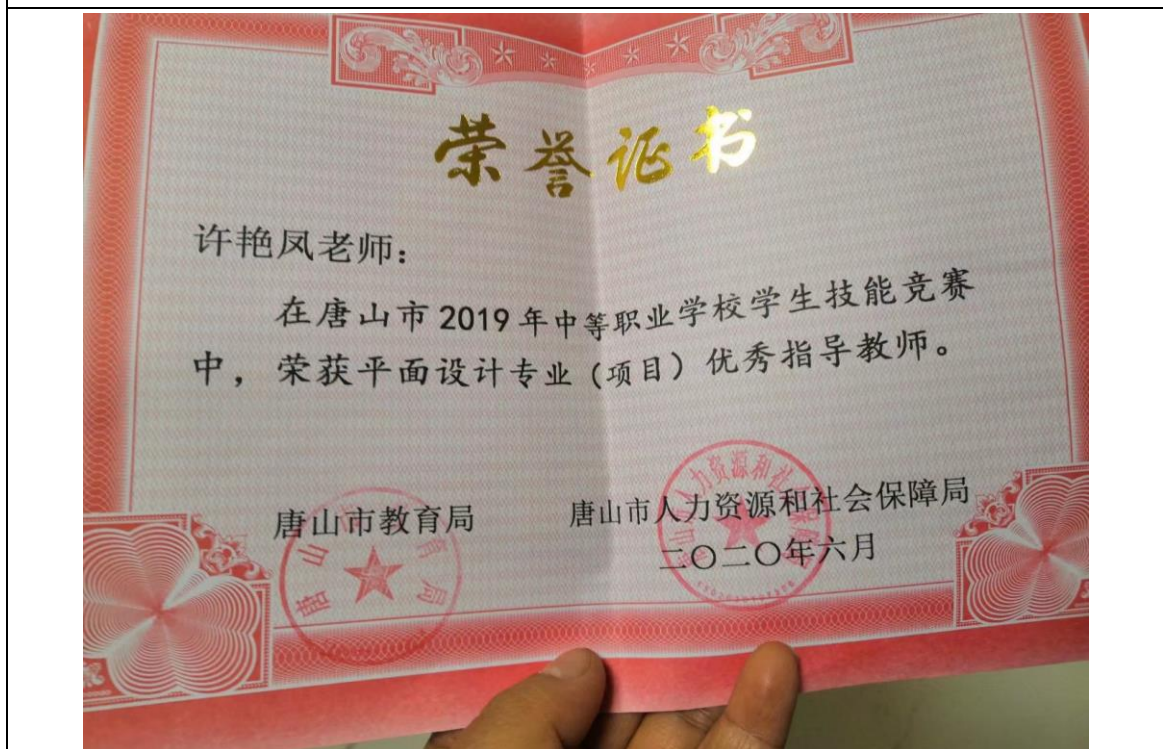 荣誉证书
许艳凤老师：
在唐山市2019年中等职业学校学生技能竞赛
中，荣获平面设计专业（项目）优秀指导教师。
唐山市教育局
唐山市人力资源和社会保障局
二〇二〇年六月